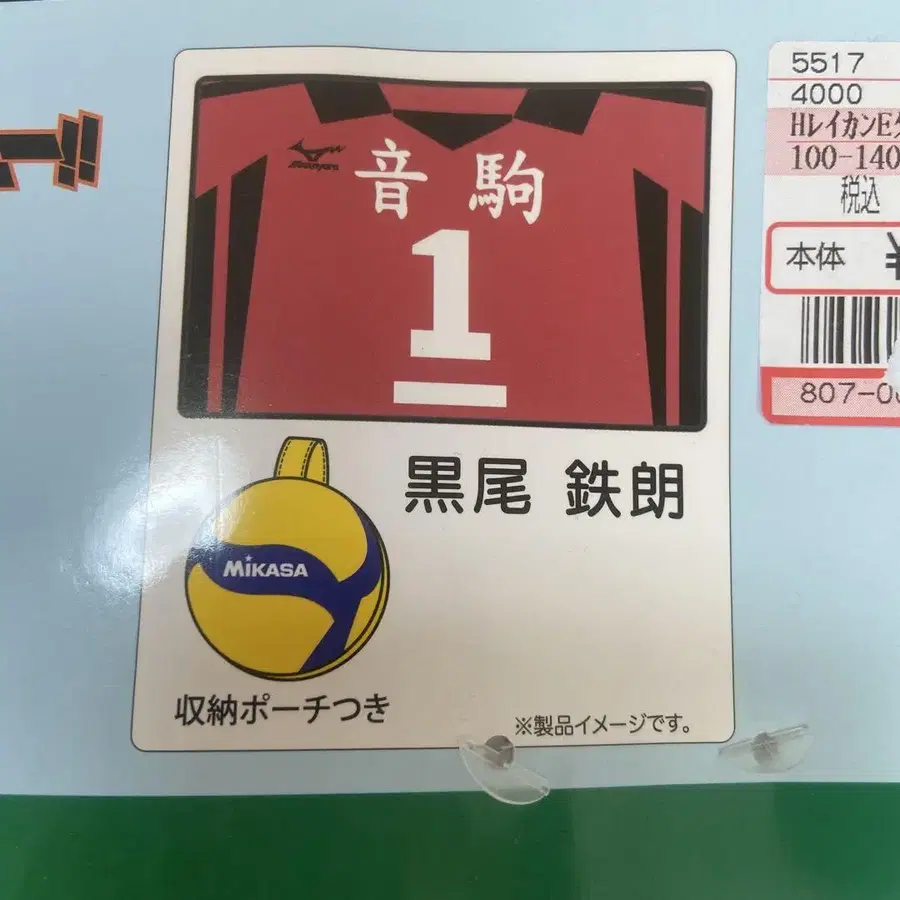 音駒
1
黒尾 鉄朗
MIKASA
収納ポーチつき
※製品イメージです。
5517
4000
HレイカンE
100-140
税込
本体 ¥
807-0